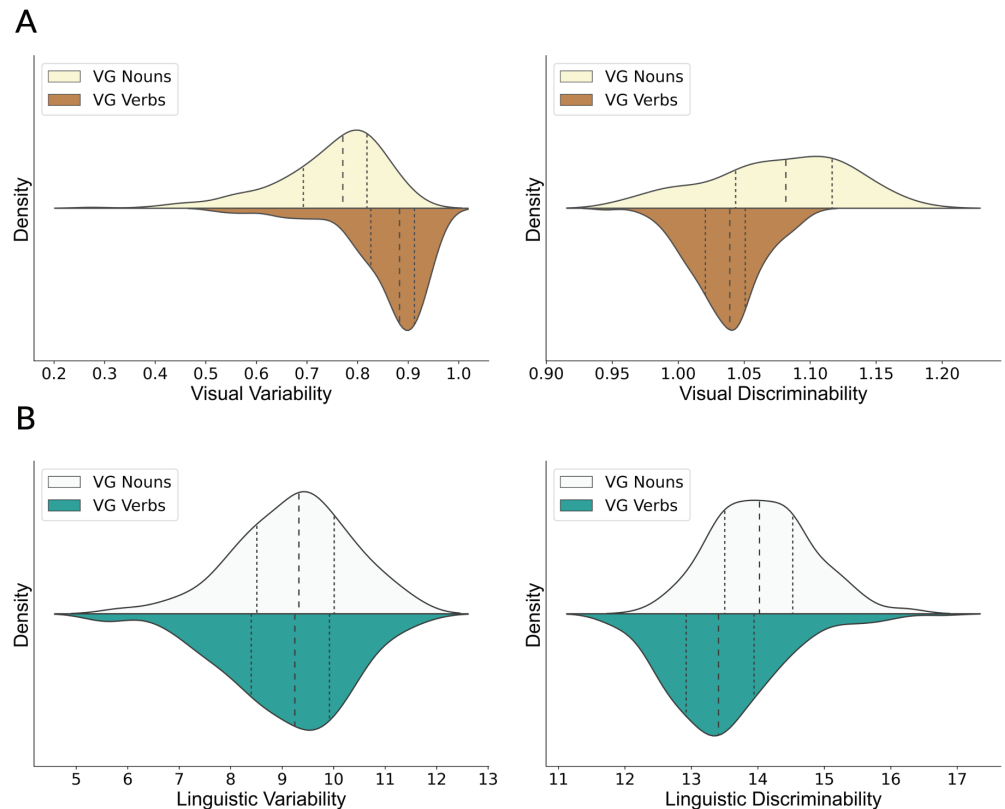 A
VG Nouns
VG Verbs
Density
0.2 0.3 0.4 0.5 0.6 0.7 0.8 0.9 1.0
Visual Variability
VG Nouns
VG Verbs
Density
0.90 0.95 1.00 1.05 1.10 1.15 1.20
Visual Discriminability
B
VG Nouns
VG Verbs
Density
5 6 7 8 9 10 11 12 13
Linguistic Variability
VG Nouns
VG Verbs
Density
11 12 13 14 15 16 17
Linguistic Discriminability